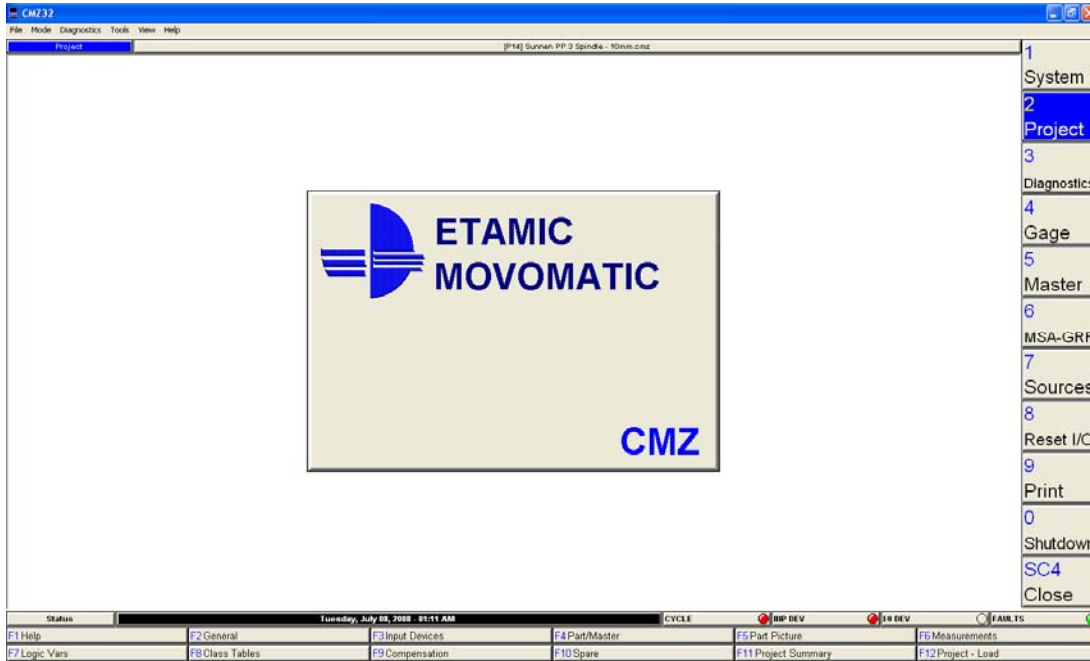 CMZ32
File Mode Diagnostics Tools View Help
Project [P14] Sunnen PP 3 Spindle - 10mm.cmz
1
System
2
Project
3
Diagnostics
4
Gage
5
Master
6
MSA-GRR
7
Sources
8
Reset I/O
9
Print
0
Shutdown
SC4
Close
ETAMIC
MOVOMATIC
CMZ
Status Tuesday, July 08, 2008 - 01:11 AM CYCLE INP DEV IO DEV FAULTS
F1 Help F2 General F3 Input Devices F4 Part/Master F5 Part Picture F6 Measurements
F7 Logic Vars F8 Class Tables F9 Compensation F10 Spare F11 Project Summary F12 Project - Load